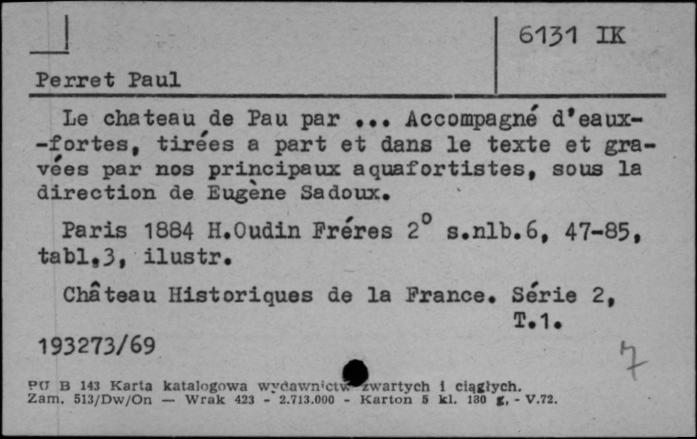 6131 IK
Perret Paul
Le chateau de Pau par ... Accompagné d'eaux-
-fortes, tirées a part et dans le texte et gra-
vées par nos principaux aquafortistes, sous la
direction de Eugène Sadoux.
Paris 1884 H.Oudin Fréres 2° s.nlb.6, 47-85,
tabl.3, ilustr.
Château Historiques de la France. Série 2,
T.1.
193273/69
7
PU B 143 Karta katalogowa wydawnictw zwartych i ciągłych.
Zam. 513/Dw/On — Wrak 423 - 2.713.000 - Karton 5 kl. 180 g, - V.72.